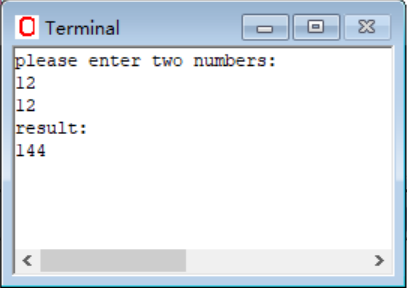 Terminal
please enter two numbers:
12
12
result:
144